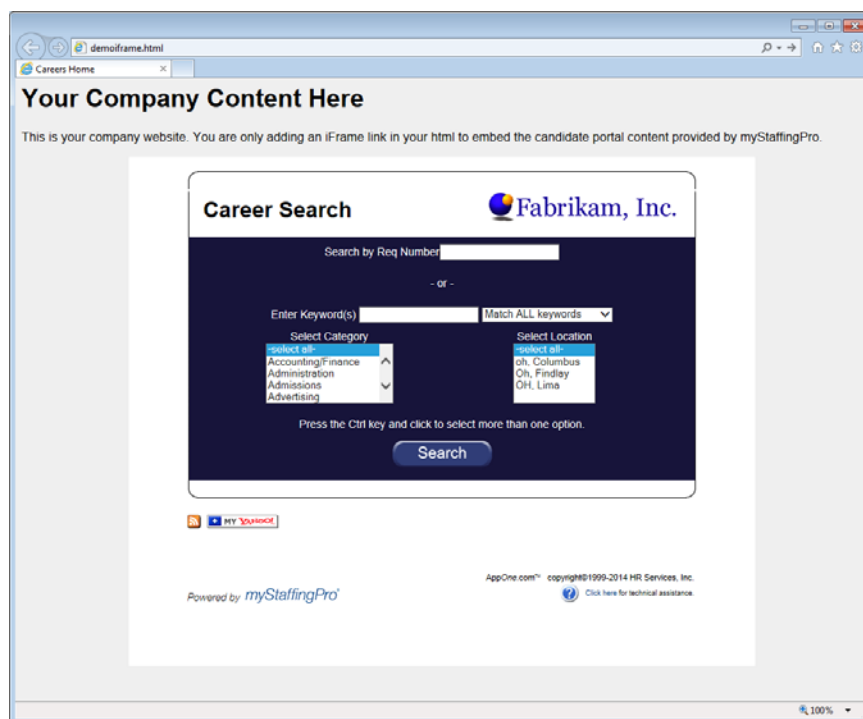 demoiframe.html
Careers Home
Your Company Content Here
This is your company website. You are only adding an iFrame link in your html to embed the candidate portal content provided by myStaffingPro.
Career Search
Fabrikam, Inc.
Search by Req Number
- or -
Enter Keyword(s)
Match ALL keywords
Select Category
Select Location
-select all-
Accounting/Finance
Administration
Admissions
Advertising
-select all-
oh, Columbus
Oh, Findlay
OH, Lima
Press the Ctrl key and click to select more than one option.
Search
MY YAHOO!
AppOne.com™ copyright©1999-2014 HR Services, Inc.
Powered by myStaffingPro®
Click here for technical assistance.
100%